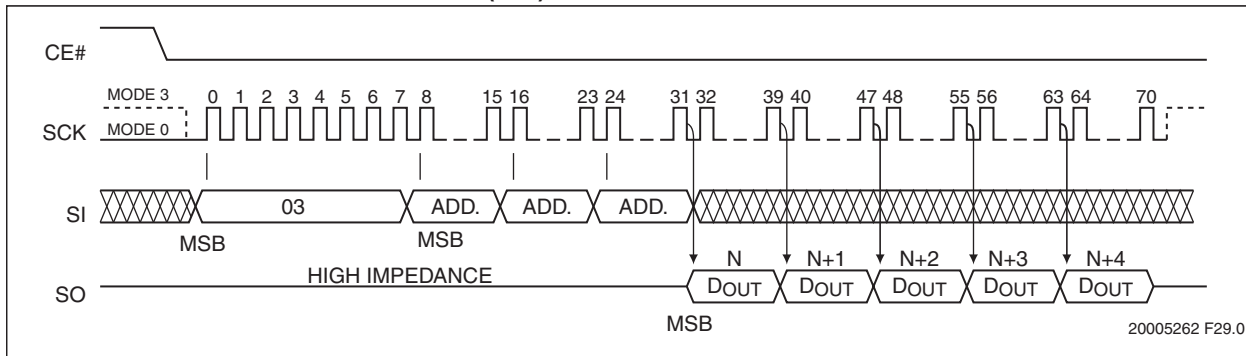 CE#
MODE 3
0 1 2 3 4 5 6 7 8 15 16 23 24 31 32 39 40 47 48 55 56 63 64 70
SCK
MODE 0
SI
03 ADD. ADD. ADD.
MSB MSB
N N+1 N+2 N+3 N+4
HIGH IMPEDANCE
SO
DOUT DOUT DOUT DOUT DOUT
MSB
20005262 F29.0